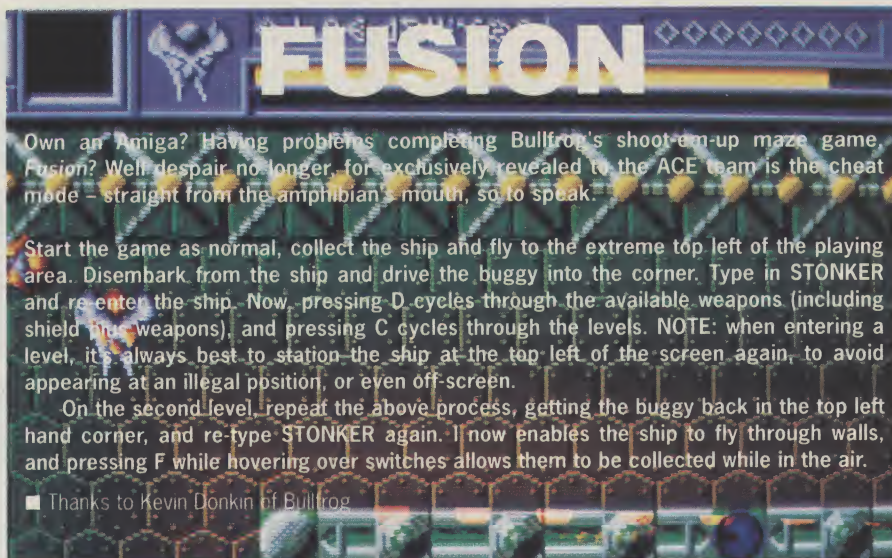 FUSION
Own an Amiga? Having problems completing Bullfrog's shoot-em-up maze game,
Fusion? Well despair no longer, for exclusively revealed to the ACE team is the cheat
mode – straight from the amphibian's mouth, so to speak.
Start the game as normal, collect the ship and fly to the extreme top left of the playing
area. Disembark from the ship and drive the buggy into the corner. Type in STONKER
and re-enter the ship. Now, pressing D cycles through the available weapons (including
shield plus weapons), and pressing C cycles through the levels. NOTE: when entering a
level, it's always best to station the ship at the top left of the screen again, to avoid
appearing at an illegal position, or even off-screen.
On the second level, repeat the above process, getting the buggy back in the top left
hand corner, and re-type STONKER again. I now enables the ship to fly through walls,
and pressing F while hovering over switches allows them to be collected while in the air.
■ Thanks to Kevin Donkin of Bullfrog